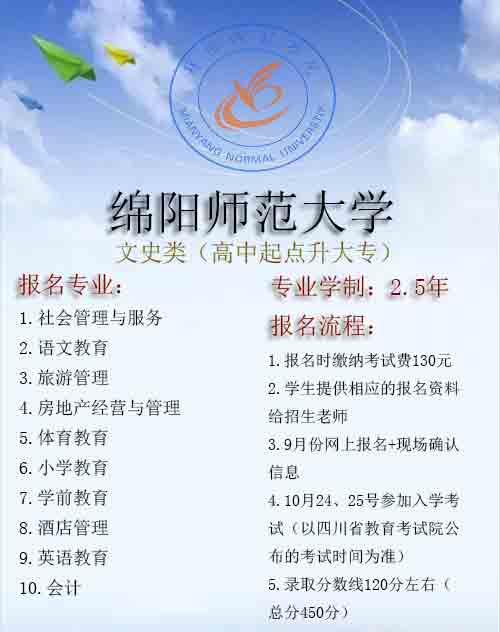 MIANYANG NORMAL UNIVERSITY
绵阳师范大学
文史类（高中起点升大专）
报名专业：
1.社会管理与服务
2.语文教育
3.旅游管理
4.房地产经营与管理
5.体育教育
6.小学教育
7.学前教育
8.酒店管理
9.英语教育
10.会计
专业学制：2.5年
报名流程：
1.报名时缴纳考试费130元
2.学生提供相应的报名资料
给招生老师
3.9月份网上报名+现场确认
信息
4.10月24、25号参加入学考
试（以四川省教育考试院公
布的考试时间为准）
5.录取分数线120分左右（
总分450分）